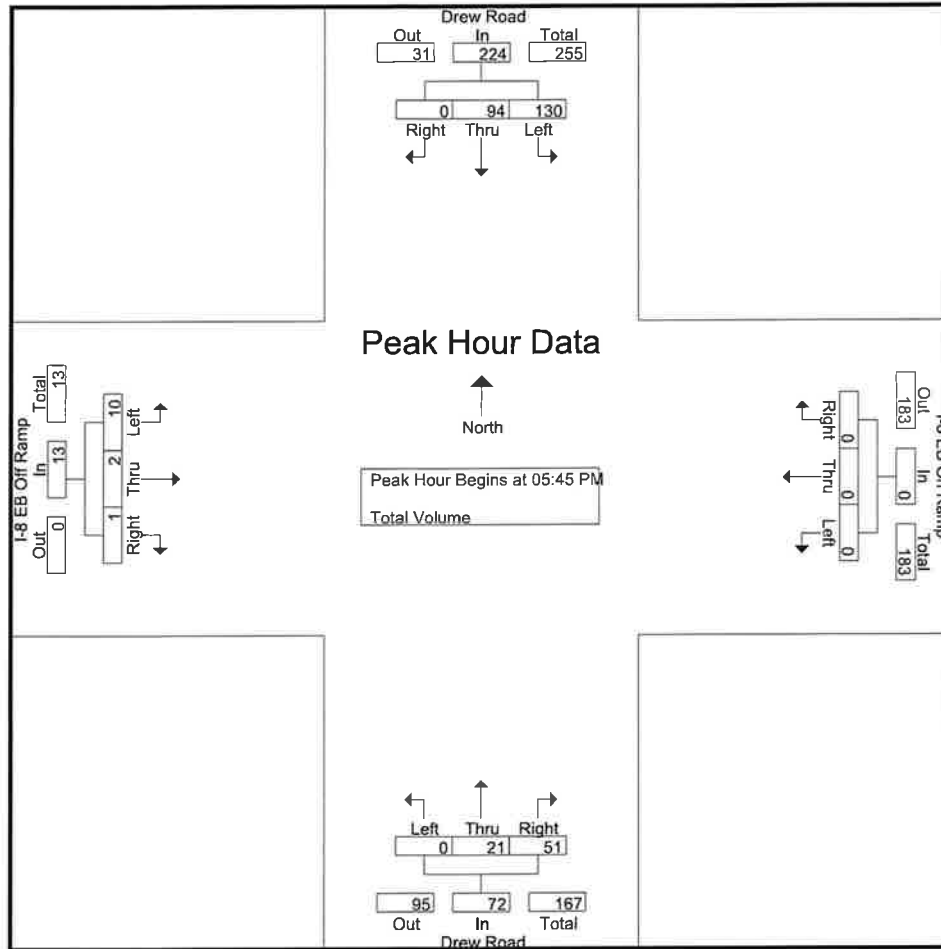 Drew Road
Out In Total
31 224 255
0 94 130
Right Thru Left
Peak Hour Data
North
Peak Hour Begins at 05:45 PM
Total Volume
I-8 EB Off Ramp
Out In Total
0 13 13
10 2 1
Left Thru Right
Right Thru Left
0 0 0
Out In Total
183 0 183
EB Off Ramp
Left Thru Right
0 21 51
95 72 167
Out In Total
Drew Road